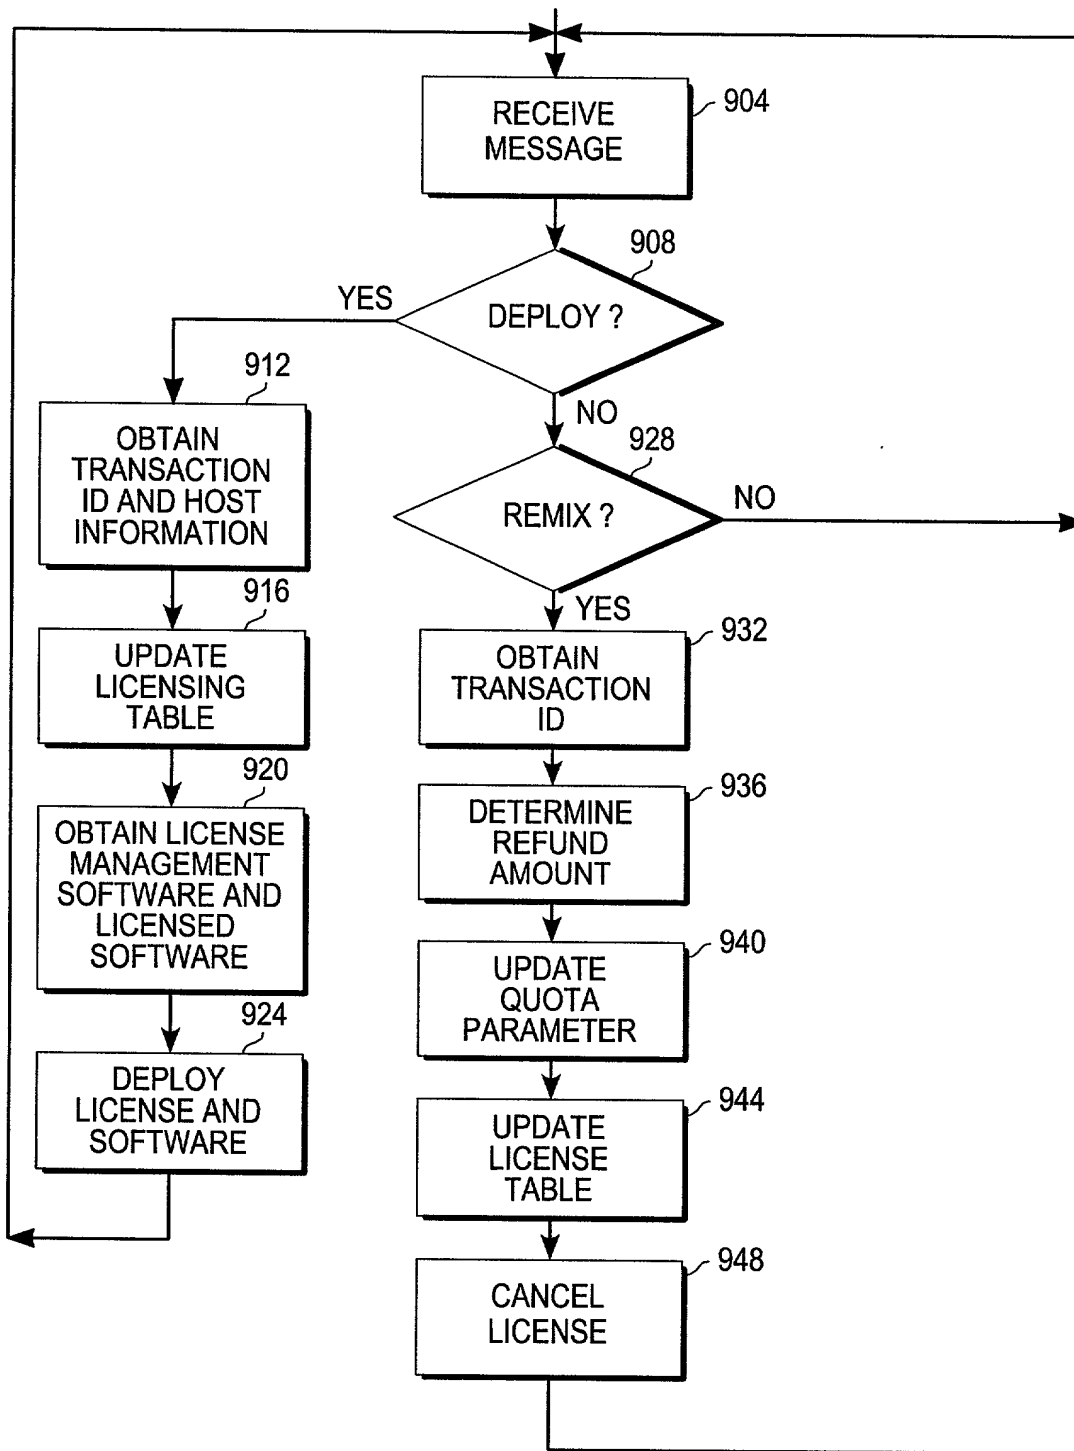 RECEIVE
MESSAGE
904
908
DEPLOY ?
YES
NO
912
OBTAIN
TRANSACTION
ID AND HOST
INFORMATION
916
UPDATE
LICENSING
TABLE
920
OBTAIN LICENSE
MANAGEMENT
SOFTWARE AND
LICENSED
SOFTWARE
924
DEPLOY
LICENSE AND
SOFTWARE
928
REMIX ?
NO
YES
932
OBTAIN
TRANSACTION
ID
936
DETERMINE
REFUND
AMOUNT
940
UPDATE
QUOTA
PARAMETER
944
UPDATE
LICENSE
TABLE
948
CANCEL
LICENSE